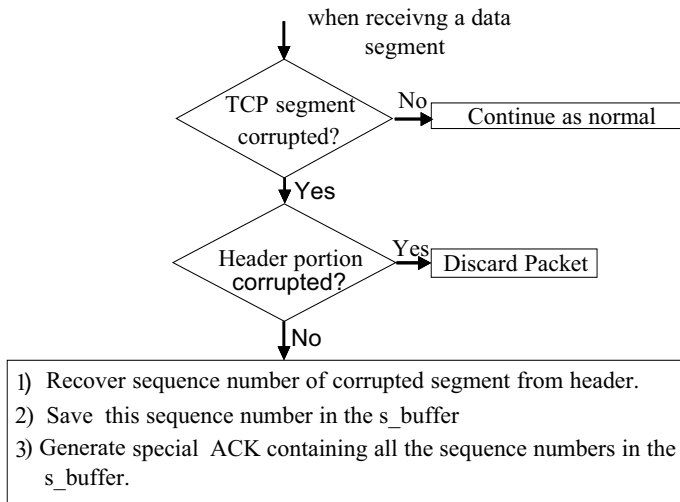 when receivng a data
segment
TCP segment
corrupted?
No
Continue as normal
Yes
Header portion
corrupted?
Yes
Discard Packet
No
1) Recover sequence number of corrupted segment from header.
2) Save this sequence number in the s_buffer
3) Generate special ACK containing all the sequence numbers in the
s_buffer.